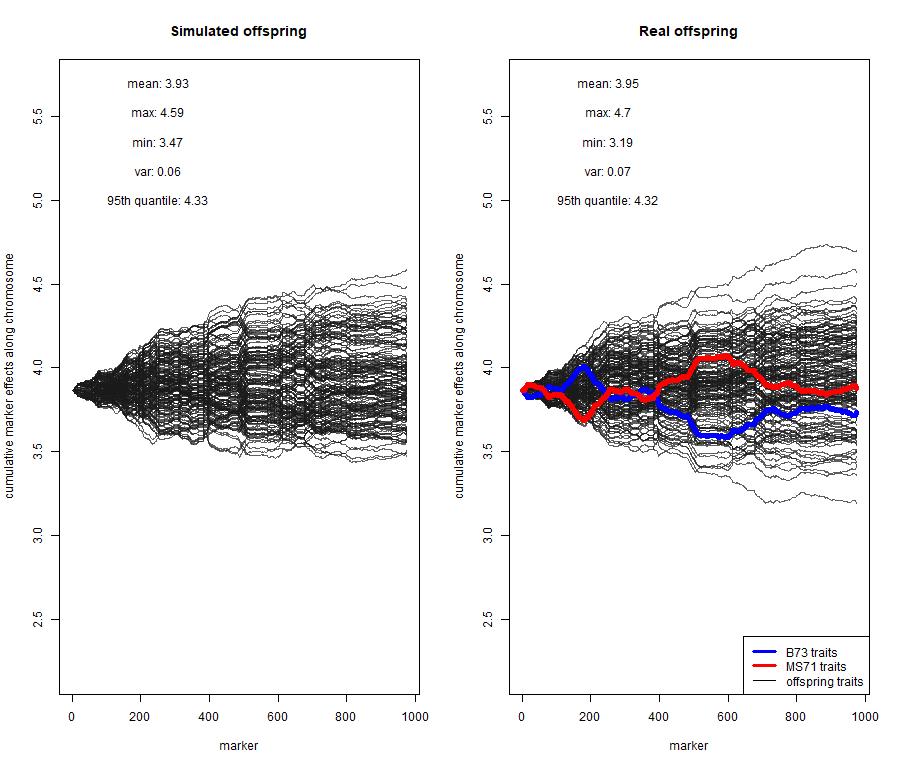 Simulated offspring
mean: 3.93
max: 4.59
min: 3.47
var: 0.06
95th quantile: 4.33
cumulative marker effects along chromosome
5.5
5.0
4.5
4.0
3.5
3.0
2.5
0 200 400 600 800 1000
marker
Real offspring
mean: 3.95
max: 4.7
min: 3.19
var: 0.07
95th quantile: 4.32
cumulative marker effects along chromosome
5.5
5.0
4.5
4.0
3.5
3.0
2.5
B73 traits
MS71 traits
offspring traits
0 200 400 600 800 1000
marker